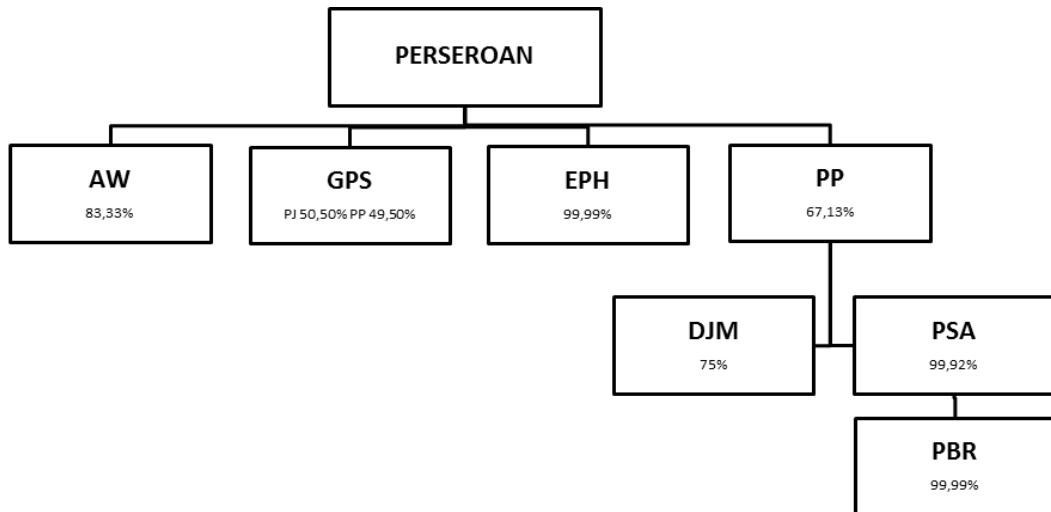 PERSEROAN
AW
83,33%
GPS
PJ 50,50% PP 49,50%
EPH
99,99%
PP
67,13%
DJM
75%
PSA
99,92%
PBR
99,99%